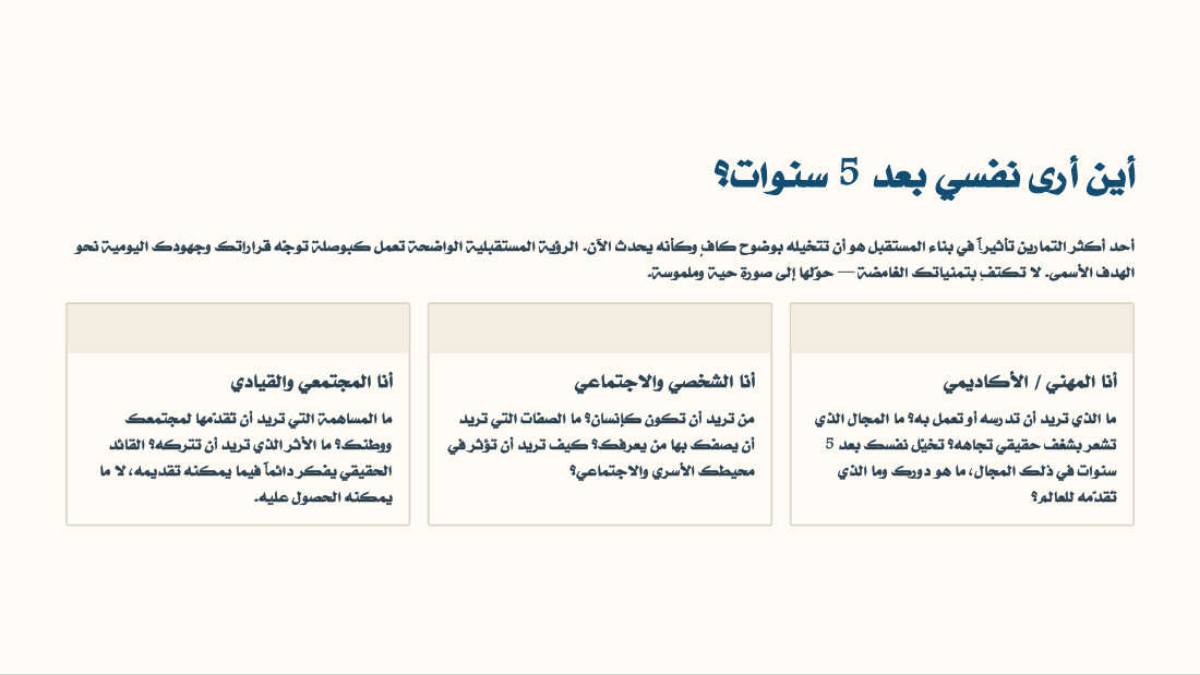 أين أرى نفسي بعد 5 سنوات؟
أحد أكثر التمارين تأثيراً في بناء المستقبل هو أن تتخيله بوضوح كافٍ وكأنه يحدث الآن. الرؤية المستقبلية الواضحة تعمل كبوصلة توجّه قراراتك وجهودك اليومية نحو
الهدف الأسمى. لا تكتفِ بتمنياتك الغامضة — حوّلها إلى صورة حية وملموسة.
أنا المهني / الأكاديمي
ما الذي تريد أن تدرسه أو تعمل به؟ ما المجال الذي
تشعر بشغف حقيقي تجاهه؟ تخيّل نفسك بعد 5
سنوات في ذلك المجال، ما هو دورك وما الذي
تقدّمه للعالم؟
أنا الشخصي والاجتماعي
من تريد أن تكون كإنسان؟ ما الصفات التي تريد
أن يصفك بها من يعرفك؟ كيف تريد أن تؤثر في
محيطك الأسري والاجتماعي؟
أنا المجتمعي والقيادي
ما المساهمة التي تريد أن تقدّمها لمجتمعك
ووطنك؟ ما الأثر الذي تريد أن تتركه؟ القائد
الحقيقي يفكر دائماً فيما يمكنه تقديمه، لا ما
يمكنه الحصول عليه.